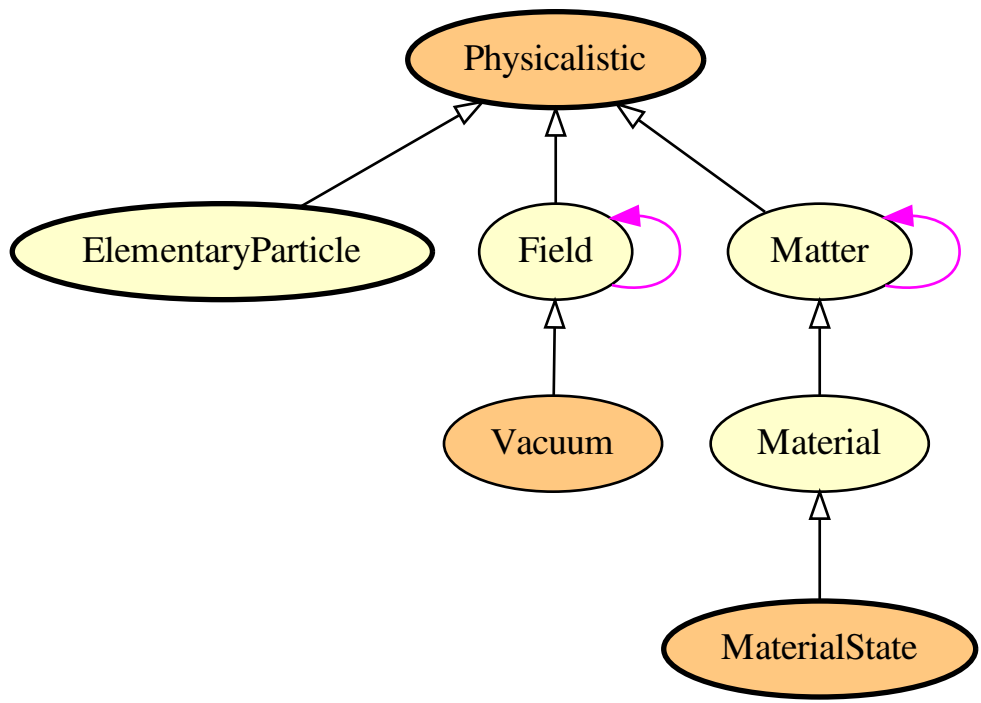 Physicalistic
ElementaryParticle
Field
Matter
Vacuum
Material
MaterialState